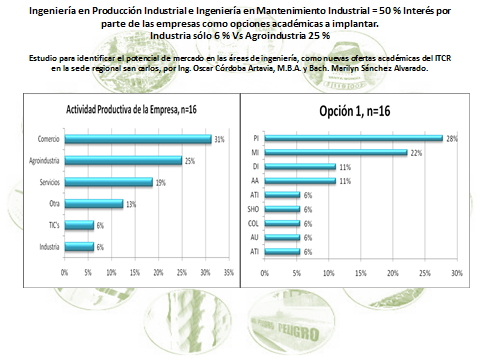 Ingeniería en Producción Industrial e Ingeniería en Mantenimiento Industrial = 50 % Interés por
parte de las empresas como opciones académicas a implantar.
Industria sólo 6 % Vs Agroindustria 25 %
Estudio para identificar el potencial de mercado en las áreas de ingeniería, como nuevas ofertas académicas del ITCR
en la sede regional san carlos, por Ing. Oscar Córdoba Artavia, M.B.A. y Bach. Marilyn Sánchez Alvarado.
Actividad Productiva de la Empresa, n=16
Comercio 31%
Agroindustria 25%
Servicios 19%
Otra 13%
TIC's 6%
Industria 6%
0% 5% 10% 15% 20% 25% 30% 35%
Opción 1, n=16
PI 28%
MI 22%
DI 11%
AA 11%
ATI 6%
SHO 6%
COL 6%
AU 6%
ATI 6%
0% 5% 10% 15% 20% 25% 30%
PELIGRO